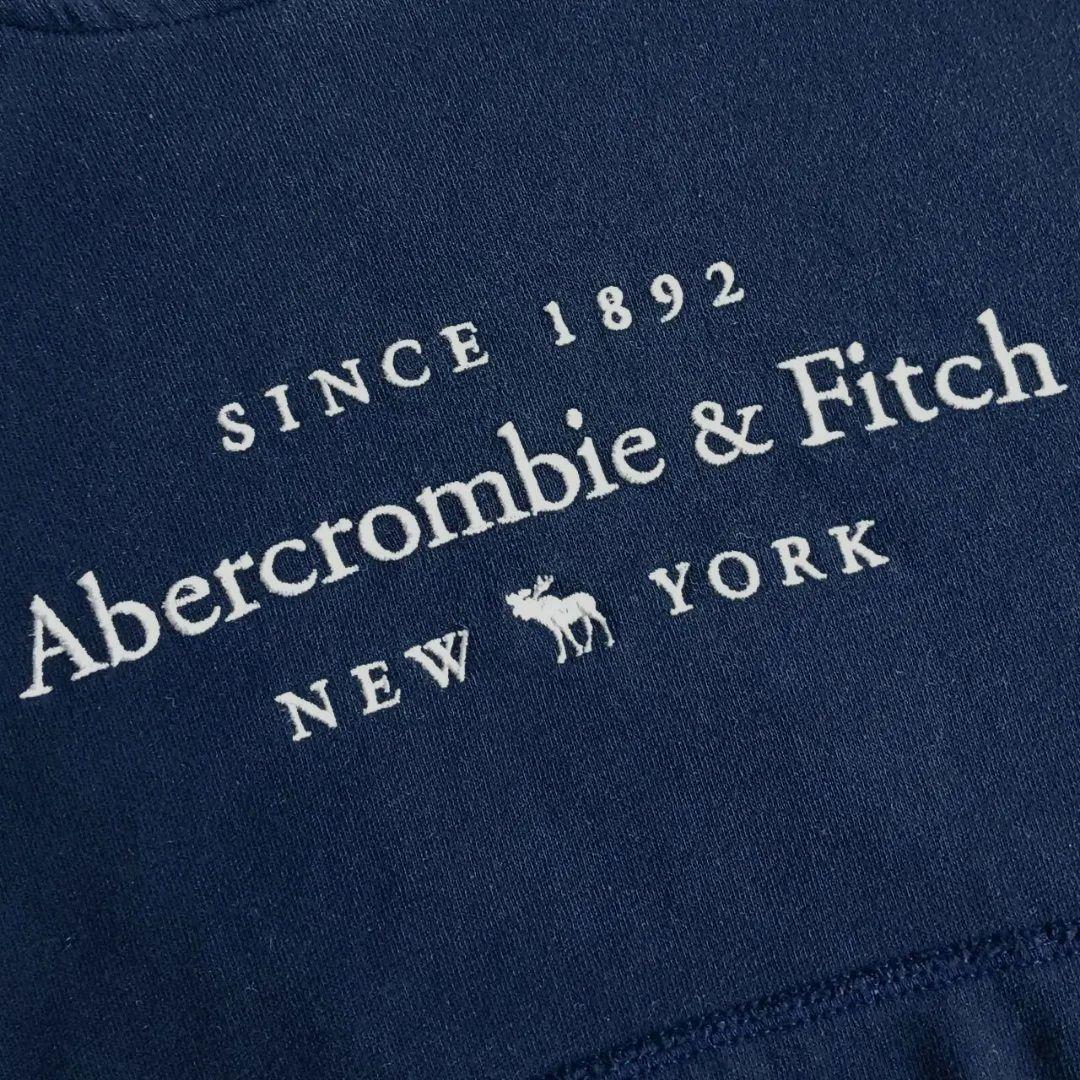 SINCE 1892
Abercrombie & Fitch
NEW YORK